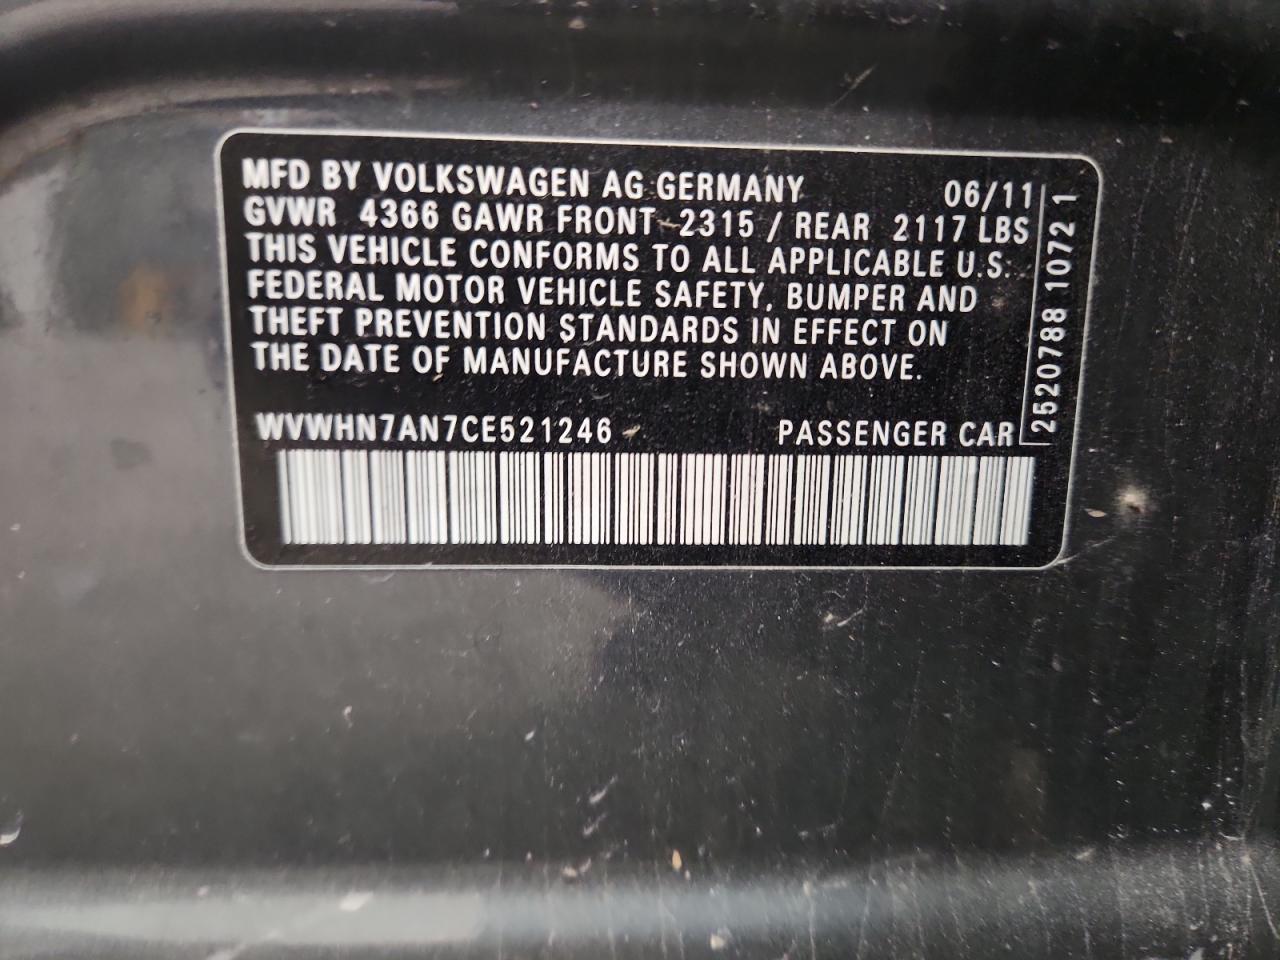 MFD BY VOLKSWAGEN AG GERMANY 06/11
GVWR 4366 GAWR FRONT 2315 / REAR 2117 LBS
THIS VEHICLE CONFORMS TO ALL APPLICABLE U.S.
FEDERAL MOTOR VEHICLE SAFETY, BUMPER AND
THEFT PREVENTION STANDARDS IN EFFECT ON
THE DATE OF MANUFACTURE SHOWN ABOVE.
WVWHN7AN7CE521246 PASSENGER CAR
2520788 1072 1